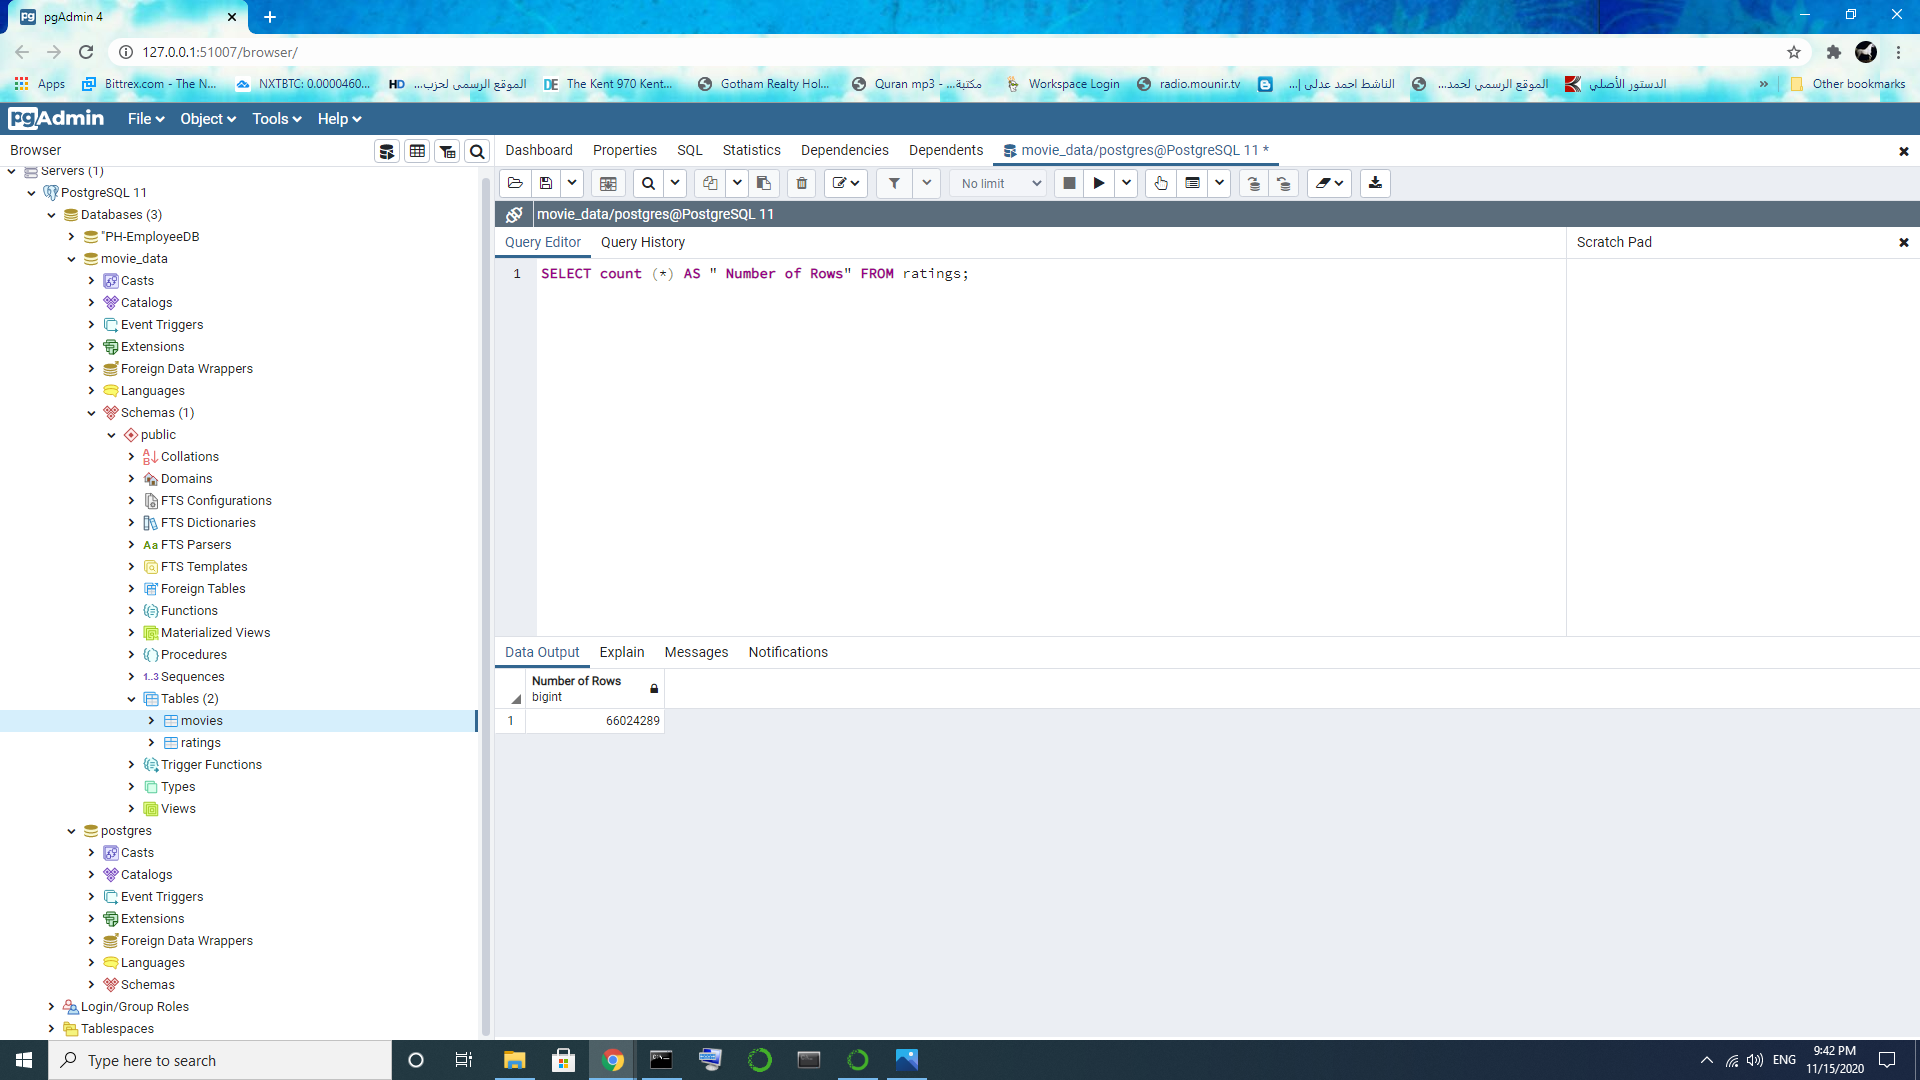 pgAdmin 4
127.0.0.1:51007/browser/
Apps
Bittrex.com - The N...
NXTBTC: 0.0000460...
الموقع الرسمى لحزب...
The Kent 970 Kent...
Gotham Realty Hol...
Quran mp3 - مكتبة...
Workspace Login
radio.mounir.tv
الناشط احمد عدلى |...
الموقع الرسمي لحمد...
الدستور الأصلي
»
Other bookmarks
pgAdmin
File
Object
Tools
Help
Browser
Dashboard
Properties
SQL
Statistics
Dependencies
Dependents
movie_data/postgres@PostgreSQL 11 *
No limit
movie_data/postgres@PostgreSQL 11
Query Editor
Query History
Scratch Pad
1 SELECT count (*) AS " Number of Rows" FROM ratings;
Servers (1)
PostgreSQL 11
Databases (3)
"PH-EmployeeDB
movie_data
Casts
Catalogs
Event Triggers
Extensions
Foreign Data Wrappers
Languages
Schemas (1)
public
Collations
Domains
FTS Configurations
FTS Dictionaries
FTS Parsers
FTS Templates
Foreign Tables
Functions
Materialized Views
Procedures
Sequences
Tables (2)
movies
ratings
Trigger Functions
Types
Views
postgres
Casts
Catalogs
Event Triggers
Extensions
Foreign Data Wrappers
Languages
Schemas
Login/Group Roles
Tablespaces
Data Output
Explain
Messages
Notifications
Number of Rows
bigint
1 66024289
Type here to search
ENG
9:42 PM
11/15/2020